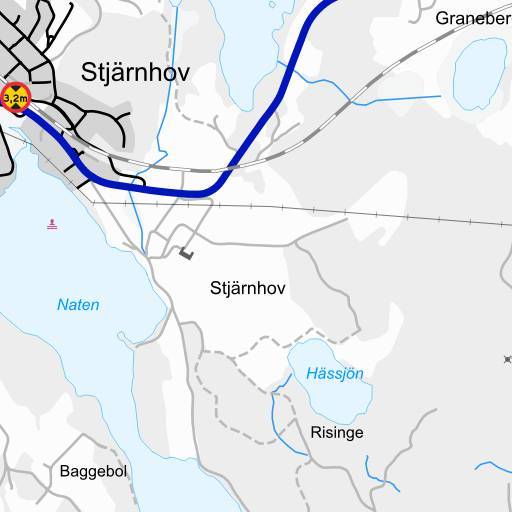 Graneber
Stjärnhov
3,2m
Stjärnhov
Naten
Hässjön
Risinge
Baggebol